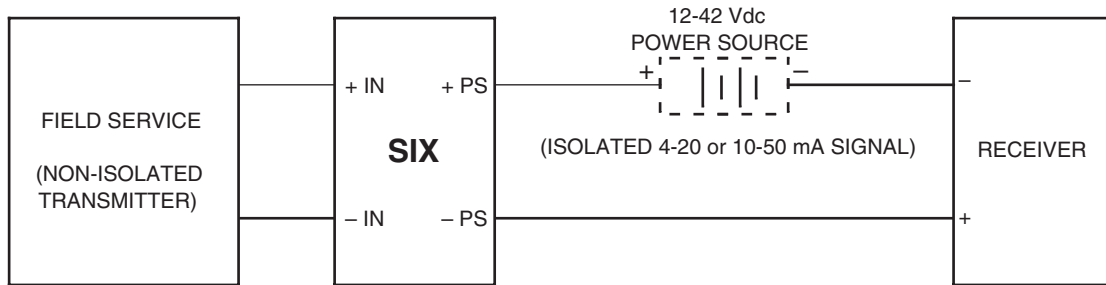 12-42 Vdc
POWER SOURCE
+ –
+ IN + PS –
FIELD SERVICE
(NON-ISOLATED
TRANSMITTER)
SIX
(ISOLATED 4-20 or 10-50 mA SIGNAL)
RECEIVER
– IN – PS +